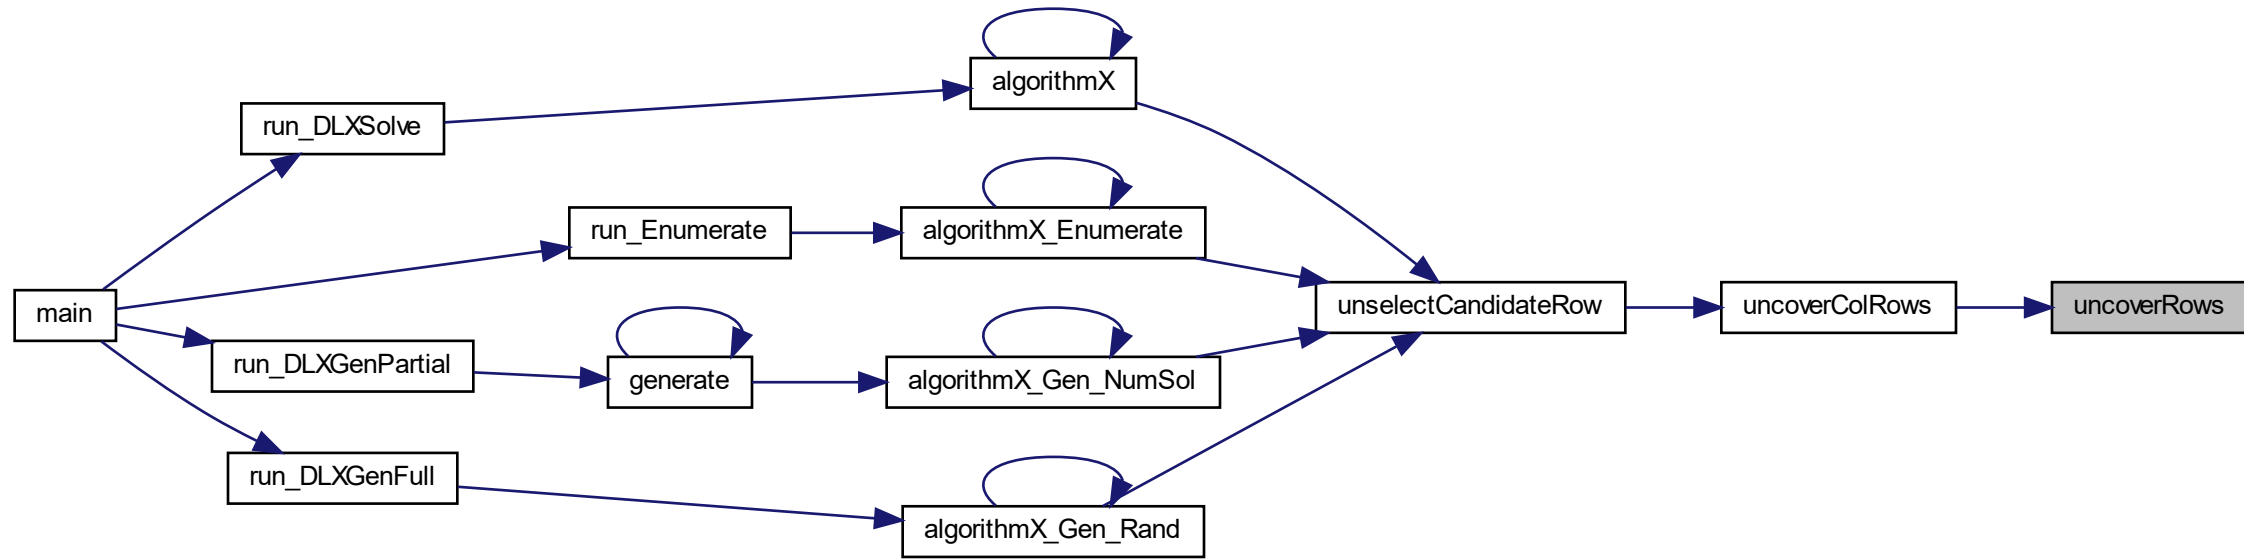 algorithmX
run_DLXSolve
run_Enumerate
algorithmX_Enumerate
main
unselectCandidateRow
uncoverColRows
uncoverRows
run_DLXGenPartial
generate
algorithmX_Gen_NumSol
run_DLXGenFull
algorithmX_Gen_Rand